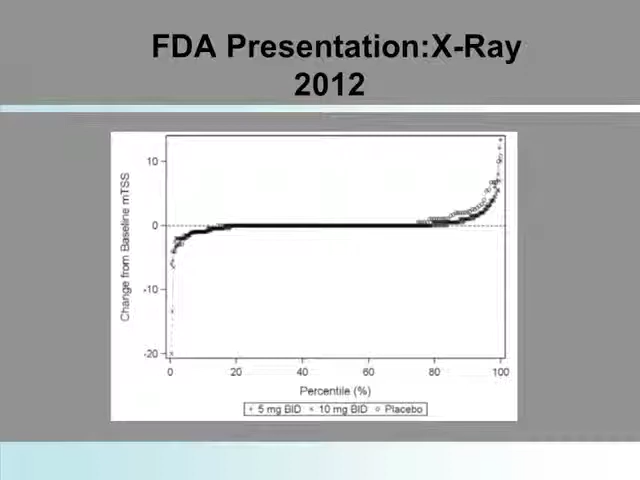 FDA Presentation:X-Ray
2012
Change from Baseline mTSS
10
0
-10
-20
0 20 40 60 80 100
Percentile (%)
+ 5 mg BID × 10 mg BID ○ Placebo